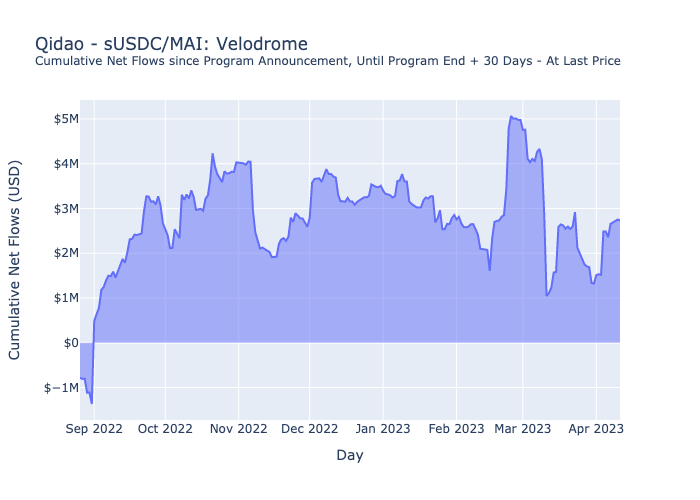 Qidao - sUSDC/MAI: Velodrome
Cumulative Net Flows since Program Announcement, Until Program End + 30 Days - At Last Price
$5M
$4M
$3M
$2M
$1M
$0
$−1M
Cumulative Net Flows (USD)
Sep 2022 Oct 2022 Nov 2022 Dec 2022 Jan 2023 Feb 2023 Mar 2023 Apr 2023
Day